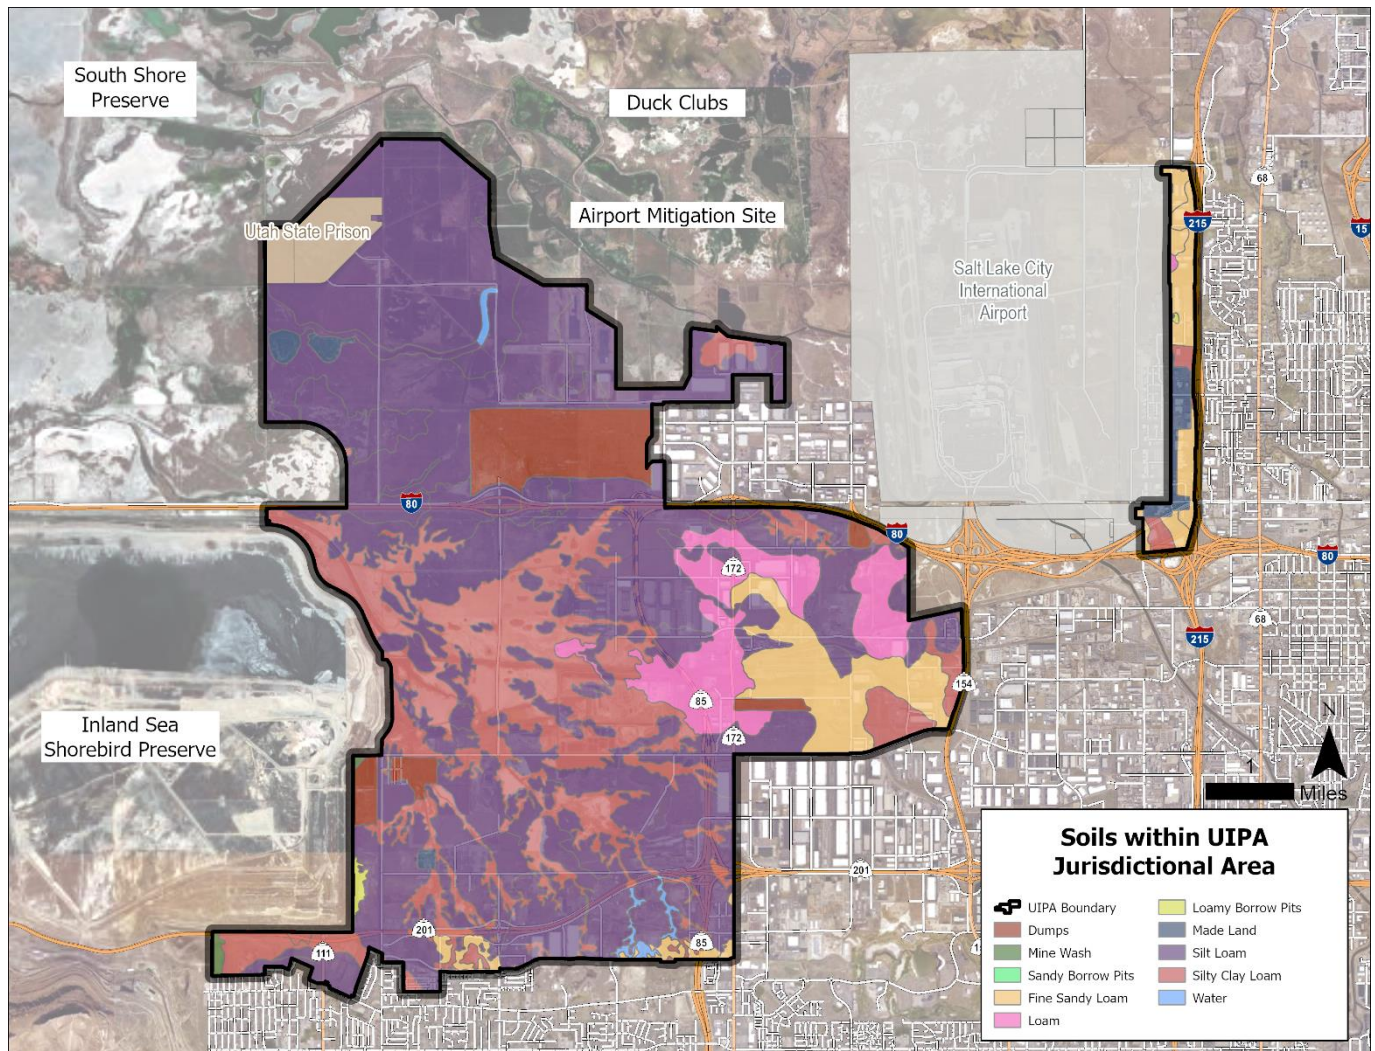 South Shore
Preserve
Duck Clubs
68
Airport Mitigation Site
215
15
Utah State Prison
Salt Lake City
International
Airport
80
80
80
172
68
215
154
85
172
Inland Sea
Shorebird Preserve
N
1
Miles
201
201
85
111
Soils within UIPA
Jurisdictional Area
UIPA Boundary
Dumps
Mine Wash
Sandy Borrow Pits
Fine Sandy Loam
Loam
Loamy Borrow Pits
Made Land
Silt Loam
Silty Clay Loam
Water